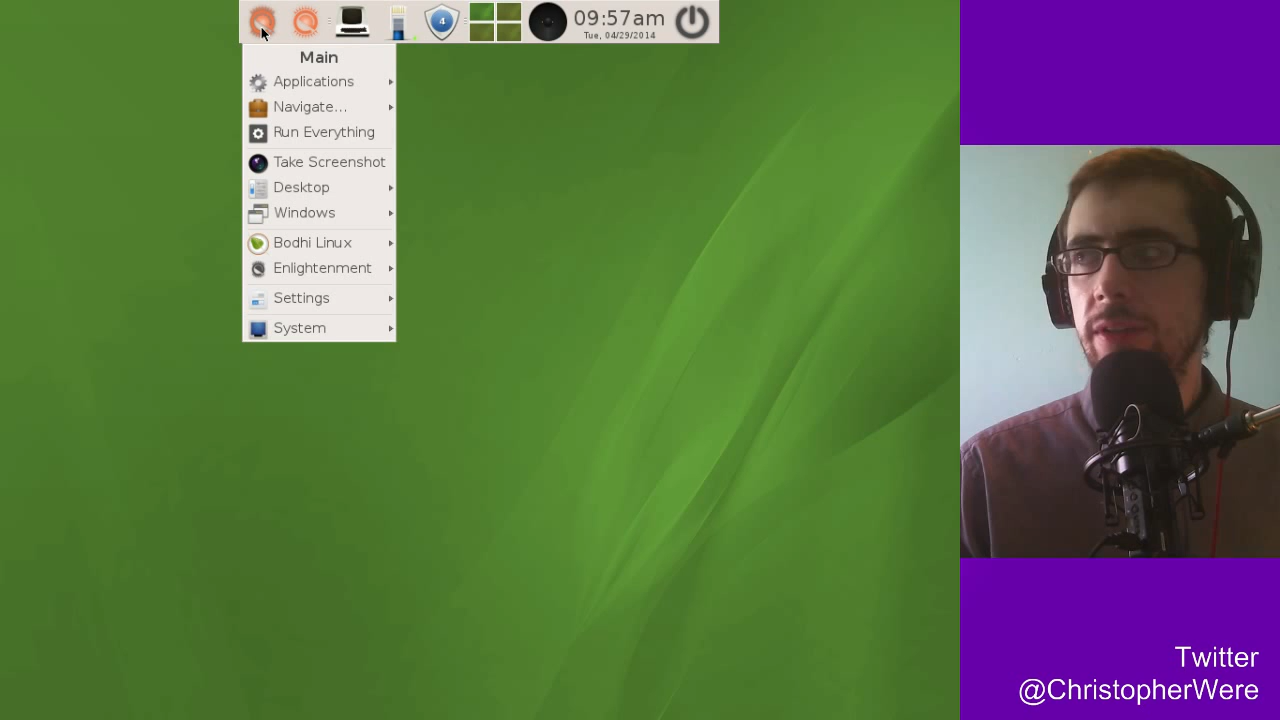 4
09:57am
Tue, 04/29/2014
Main
Applications
Navigate...
Run Everything
Take Screenshot
Desktop
Windows
Bodhi Linux
Enlightenment
Settings
System
Twitter
@ChristopherWere